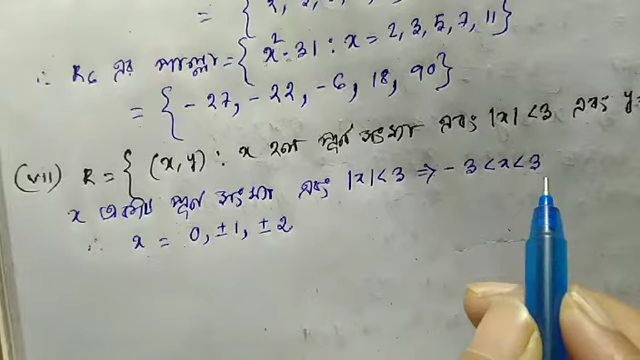 ∴ R₆ এর পাল্লা = { x² - 31 : x = 2, 3, 5, 7, 11 }
= { -27, -22, -6, 18, 90 }
(vii) R = { (x, y) : x হল পূর্ণ সংখ্যা এবং |x| < 3 এবং y =
x একটি পূর্ণ সংখ্যা এবং |x| < 3 ⇒ -3 < x < 3
∴ x = 0, ±1, ±2